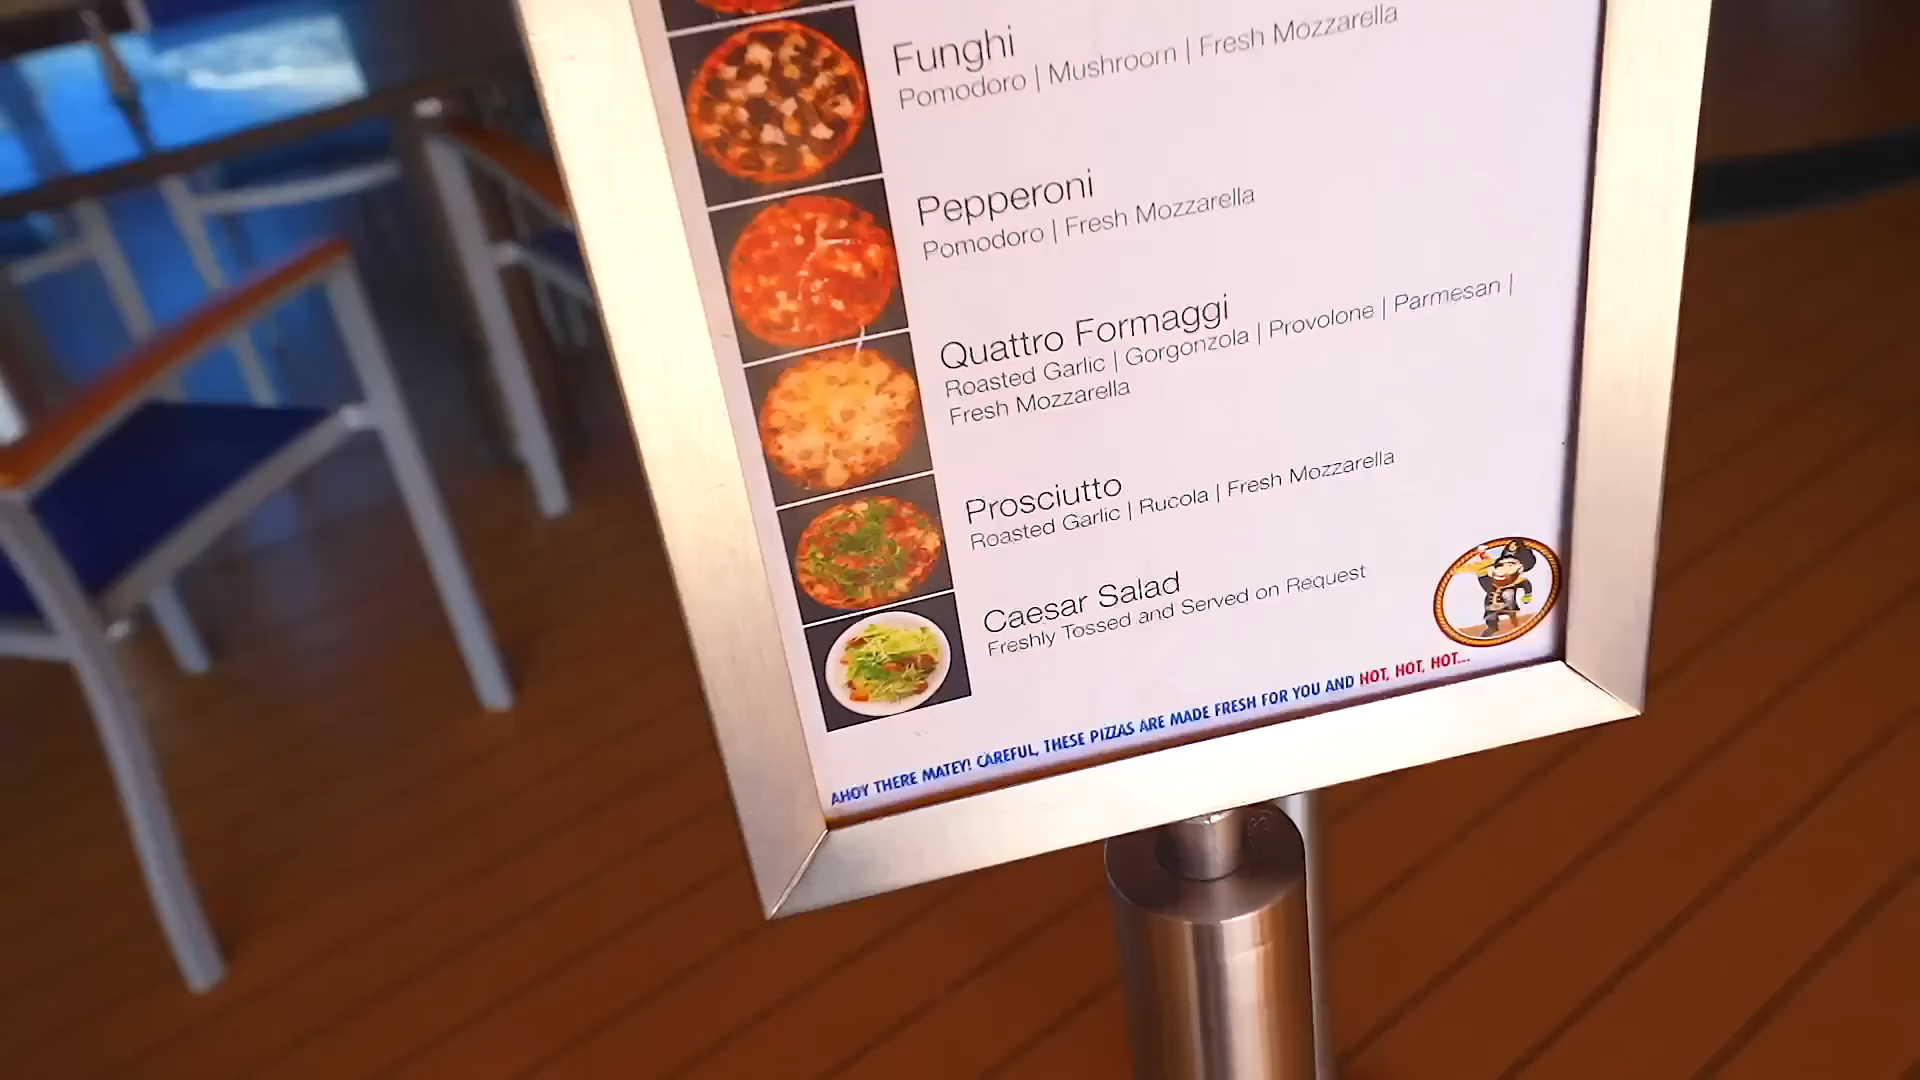 Funghi
Pomodoro | Mushroom | Fresh Mozzarella
Pepperoni
Pomodoro | Fresh Mozzarella
Quattro Formaggi
Roasted Garlic | Gorgonzola | Provolone | Parmesan |
Fresh Mozzarella
Prosciutto
Roasted Garlic | Rucola | Fresh Mozzarella
Caesar Salad
Freshly Tossed and Served on Request
AHOY THERE MATEY! CAREFUL, THESE PIZZAS ARE MADE FRESH FOR YOU AND HOT, HOT, HOT...